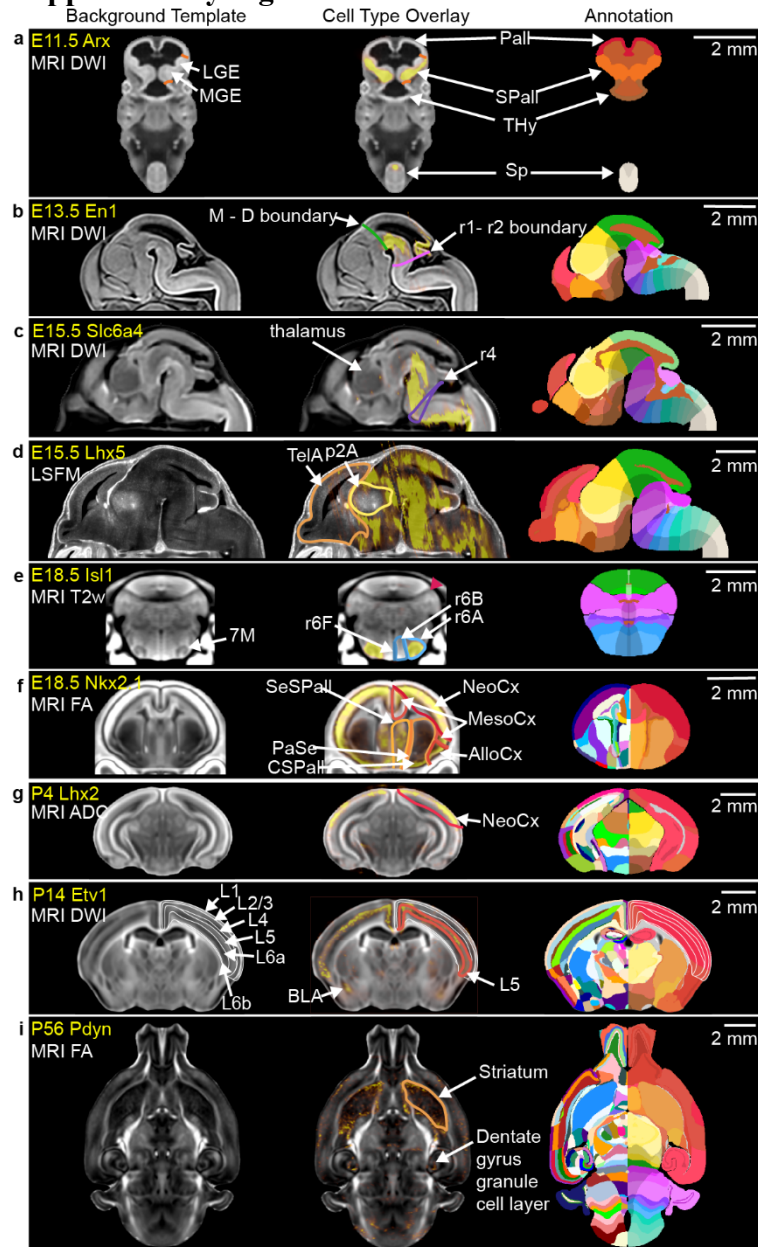 Background Template
Cell Type Overlay
Annotation
a
E11.5 Arx
MRI DWI
LGE
MGE
Pall
SPall
THy
Sp
2 mm
b
E13.5 En1
MRI DWI
M - D boundary
r1- r2 boundary
2 mm
c
E15.5 Slc6a4
MRI DWI
thalamus
r4
2 mm
d
E15.5 Lhx5
LSFM
TelA
p2A
2 mm
e
E18.5 Isl1
MRI T2w
7M
r6F
r6B
r6A
2 mm
f
E18.5 Nkx2.1
MRI FA
SeSPall
PaSe
CSPall
NeoCx
MesoCx
AlloCx
2 mm
g
P4 Lhx2
MRI ADC
NeoCx
2 mm
h
P14 Etv1
MRI DWI
L1
L2/3
L4
L5
L6a
L6b
BLA
L5
2 mm
i
P56 Pdyn
MRI FA
Striatum
Dentate
gyrus
granule
cell layer
2 mm